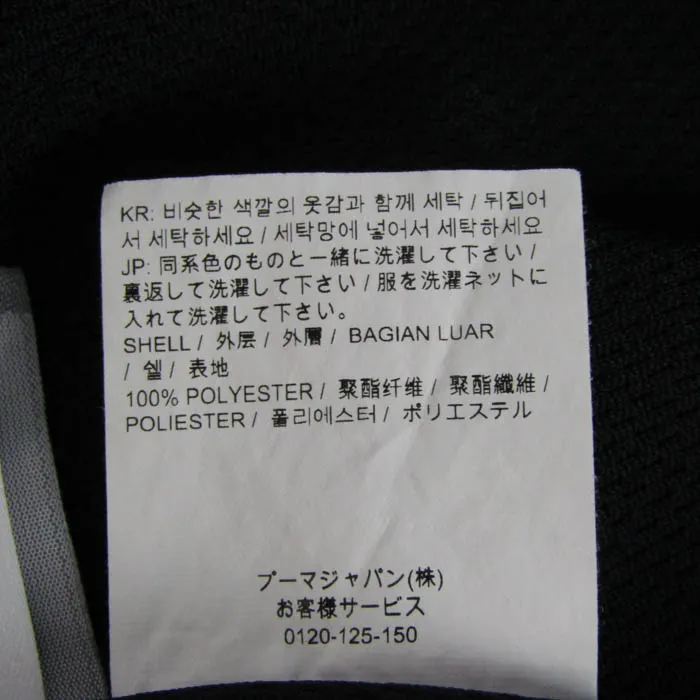 KR: 비슷한 색깔의 옷감과 함께 세탁 / 뒤집어
서 세탁하세요 / 세탁망에 넣어서 세탁하세요
JP: 同系色のものと一緒に洗濯して下さい /
裏返して洗濯して下さい / 服を洗濯ネットに
入れて洗濯して下さい。
SHELL / 外层 / 外層 / BAGIAN LUAR
/ 쉘 / 表地
100% POLYESTER / 聚酯纤维 / 聚酯纖維 /
POLIESTER / 폴리에스터 / ポリエステル
プーマジャパン(株)
お客様サービス
0120-125-150